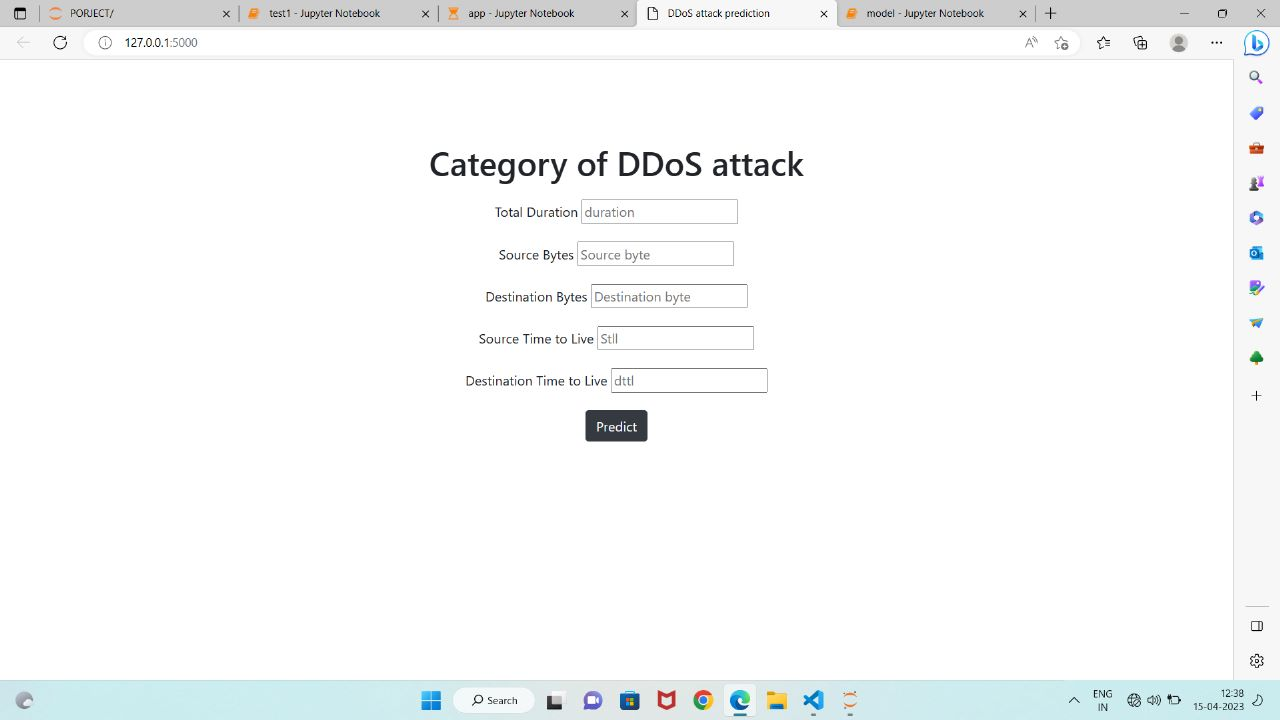 PORJECT/
test1 - Jupyter Notebook
app - Jupyter Notebook
DDoS attack prediction
model - Jupyter Notebook
127.0.0.1:5000
Category of DDoS attack
Total Duration duration
Source Bytes Source byte
Destination Bytes Destination byte
Source Time to Live Stll
Destination Time to Live dttl
Predict
Search
ENG
IN
12:38
15-04-2023